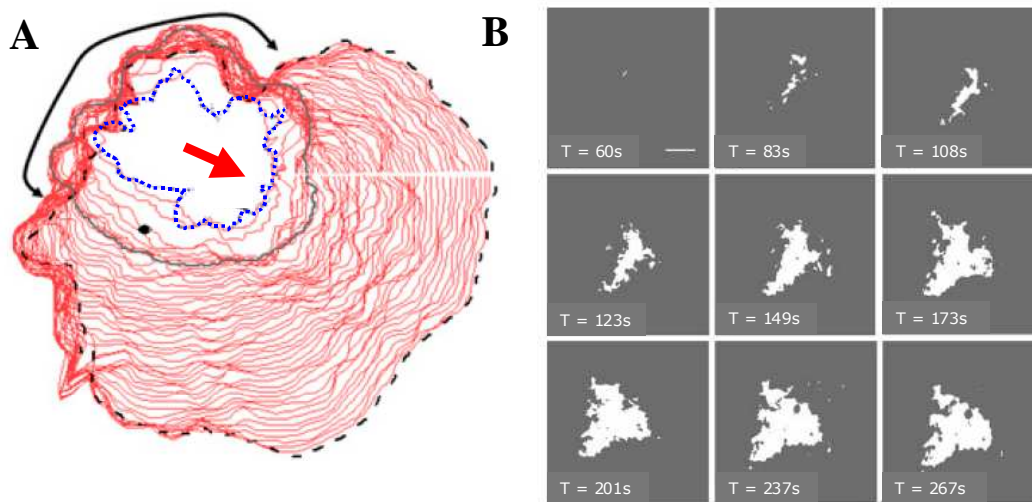 A
B
T = 60s
T = 83s
T = 108s
T = 123s
T = 149s
T = 173s
T = 201s
T = 237s
T = 267s